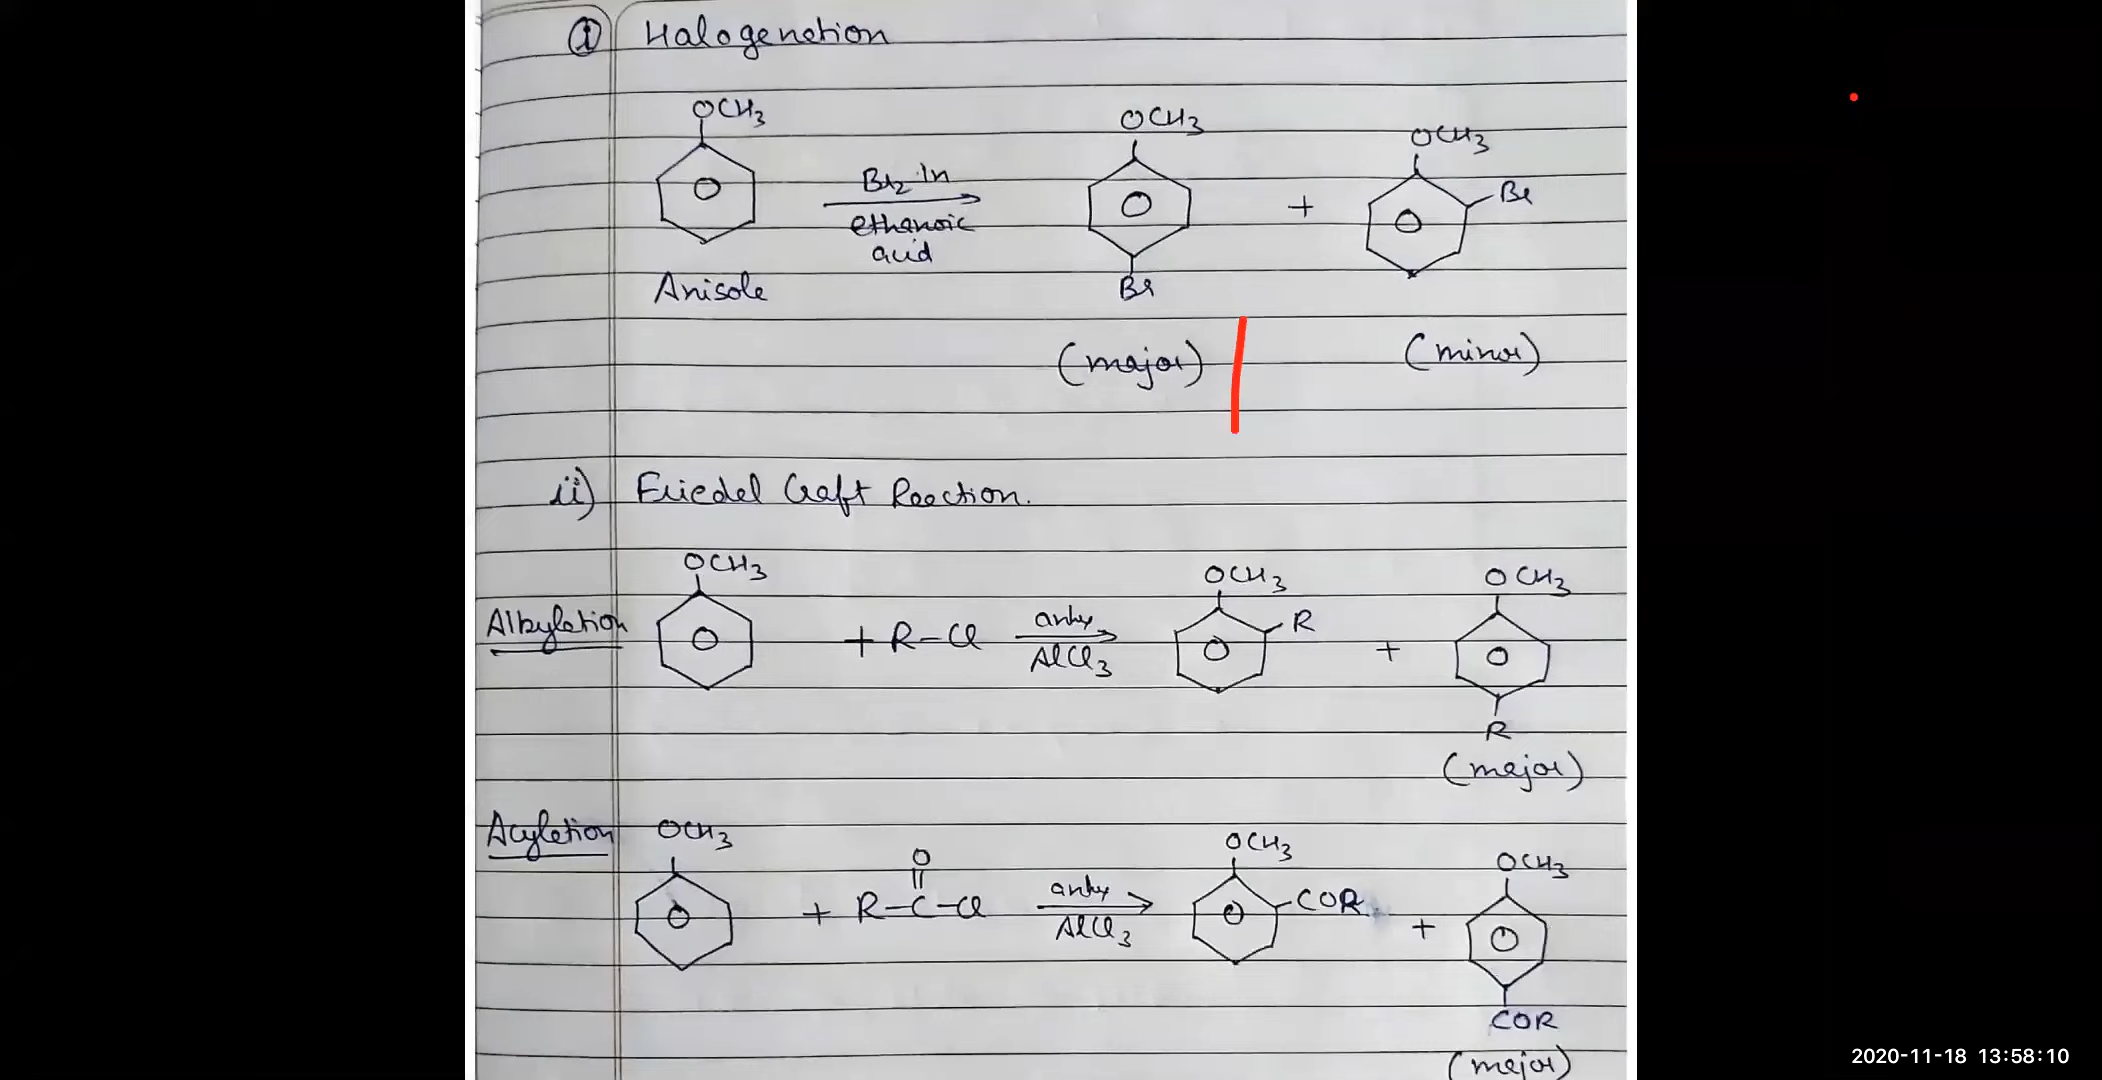 i Halogenation
OCH3 OCH3 OCH3
Br2 in Br
ethanoic
acid
+
Anisole Br
(major) (minor)
ii) Friedel Craft Reaction.
OCH3 OCH3 OCH3
Alkylation + R-Cl anhy R +
AlCl3
R
(major)
Acylation OCH3 OCH3 OCH3
O
+ R-C-Cl anhy COR +
AlCl3
COR
(major)
2020-11-18 13:58:10